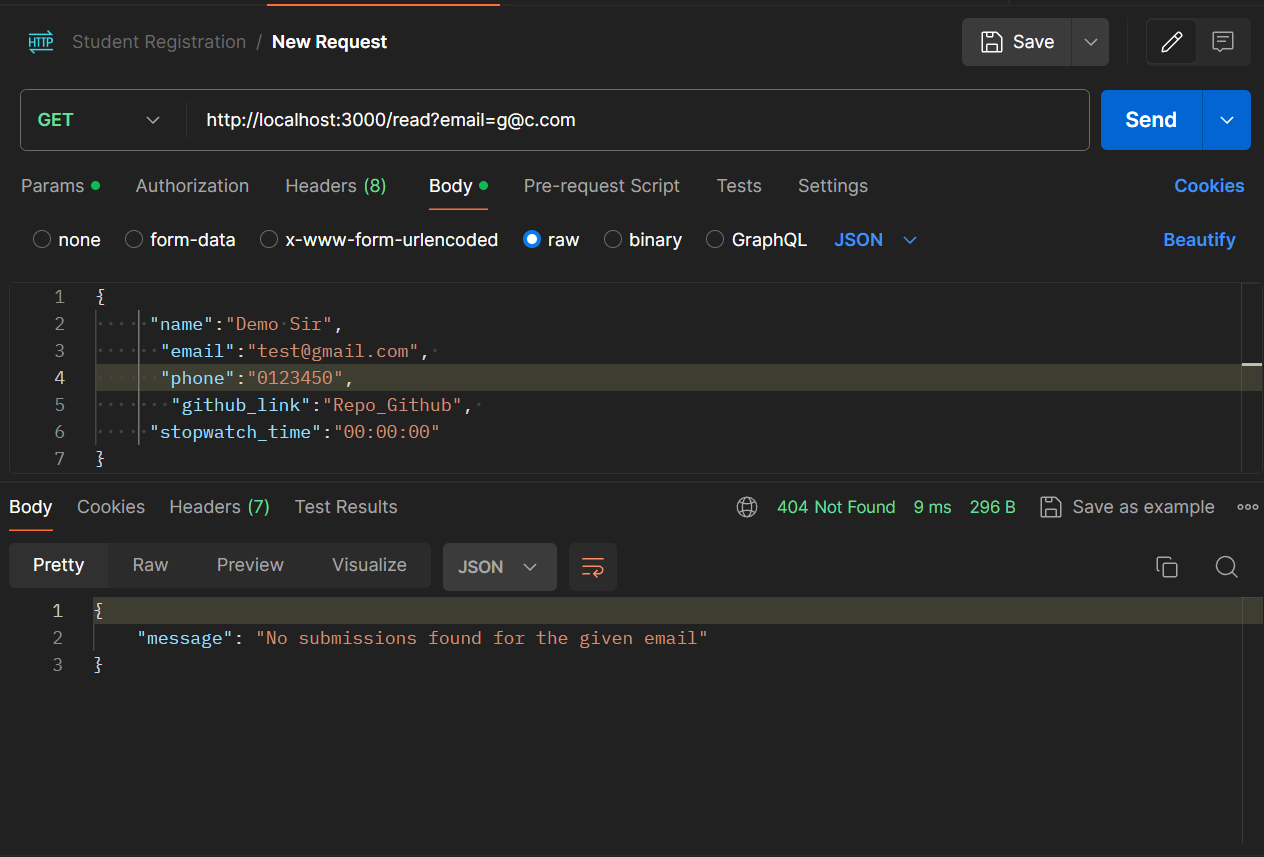 HTTP Student Registration / New Request Save
GET http://localhost:3000/read?email=g@c.com Send
Params Authorization Headers (8) Body Pre-request Script Tests Settings Cookies
none form-data x-www-form-urlencoded raw binary GraphQL JSON Beautify
1 {
2 "name":"Demo Sir",
3 "email":"test@gmail.com",
4 "phone":"0123450",
5 "github_link":"Repo_Github",
6 "stopwatch_time":"00:00:00"
7 }
Body Cookies Headers (7) Test Results 404 Not Found 9 ms 296 B Save as example
Pretty Raw Preview Visualize JSON
1 {
2 "message": "No submissions found for the given email"
3 }